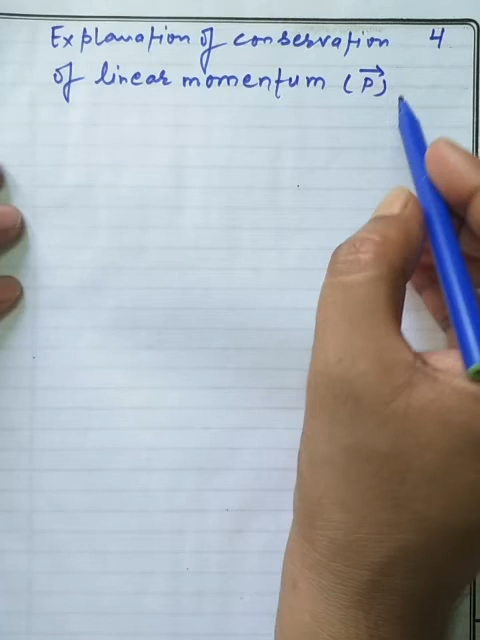 Explanation of conservation 4
of linear momentum (P⃗)